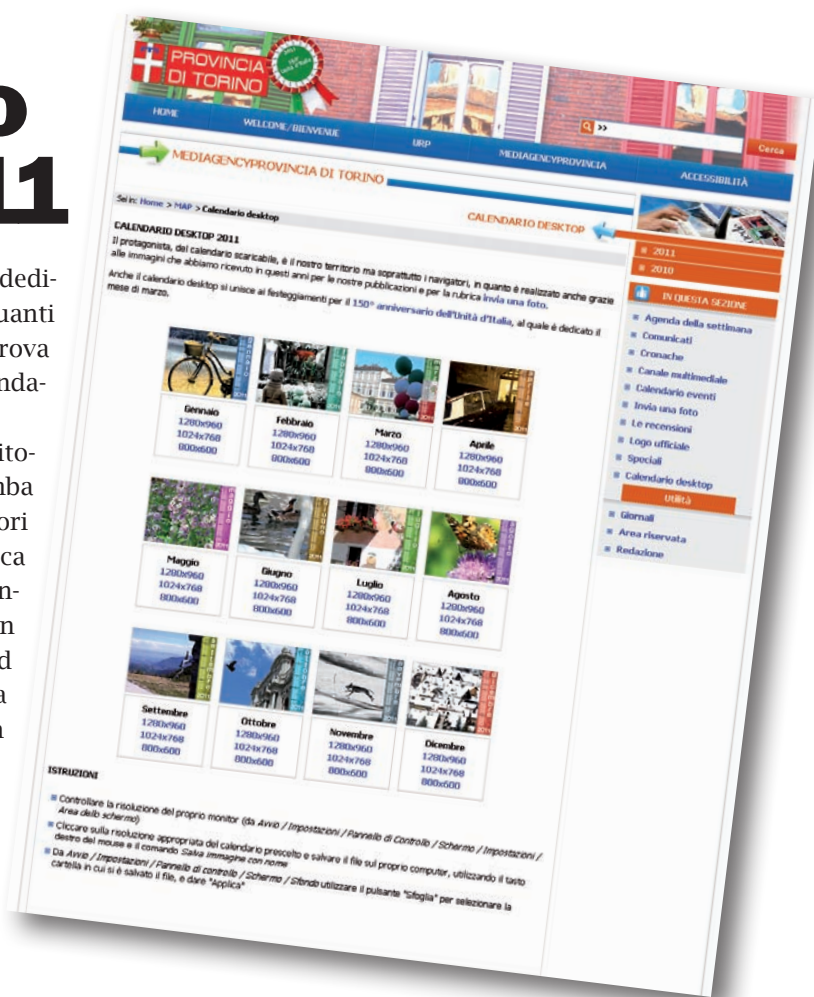 o
11
dedi-
uanti
rova
nda-
ito-
ori
ca
n-
d
a
PROVINCIA
DI TORINO
HOME
WELCOME/BIENVENUE
URP
MEDIAGENCYPROVINCIA
ACCESSIBILITÀ
>>
Cerca
MEDIAGENCYPROVINCIA DI TORINO
CALENDARIO DESKTOP
Sei in: Home > MAP > Calendario desktop
CALENDARIO DESKTOP 2011
Il protagonista, del calendario scaricabile, è il nostro territorio ma soprattutto i navigatori, in quanto è realizzato anche grazie
alle immagini che abbiamo ricevuto in questi anni per le nostre pubblicazioni e per la rubrica invia una foto.
Anche il calendario desktop si unisce ai festeggiamenti per il 150° anniversario dell'Unità d'Italia, al quale è dedicato il
mese di marzo.
Gennaio
1280x960
1024x768
800x600
Febbraio
1280x960
1024x768
800x600
Marzo
1280x960
1024x768
800x600
Aprile
1280x960
1024x768
800x600
Maggio
1280x960
1024x768
800x600
Giugno
1280x960
1024x768
800x600
Luglio
1280x960
1024x768
800x600
Agosto
1280x960
1024x768
800x600
Settembre
1280x960
1024x768
800x600
Ottobre
1280x960
1024x768
800x600
Novembre
1280x960
1024x768
800x600
Dicembre
1280x960
1024x768
800x600
ISTRUZIONI
Controllare la risoluzione del proprio monitor (da Avvio / Impostazioni / Pannello di Controllo / Schermo / Impostazioni /
Area dello schermo)
Cliccare sulla risoluzione appropriata del calendario prescelto e salvare il file sul proprio computer, utilizzando il tasto
destro del mouse e il comando Salva immagine con nome
Da Avvio / Impostazioni / Pannello di controllo / Schermo / Sfondo utilizzare il pulsante "Sfoglia" per selezionare la
cartella in cui si è salvato il file, e dare "Applica"
2011
2010
IN QUESTA SEZIONE
Agenda della settimana
Comunicati
Cronache
Canale multimediale
Calendario eventi
Invia una foto
Le recensioni
Logo ufficiale
Speciali
Calendario desktop
Utilità
Giornali
Area riservata
Redazione